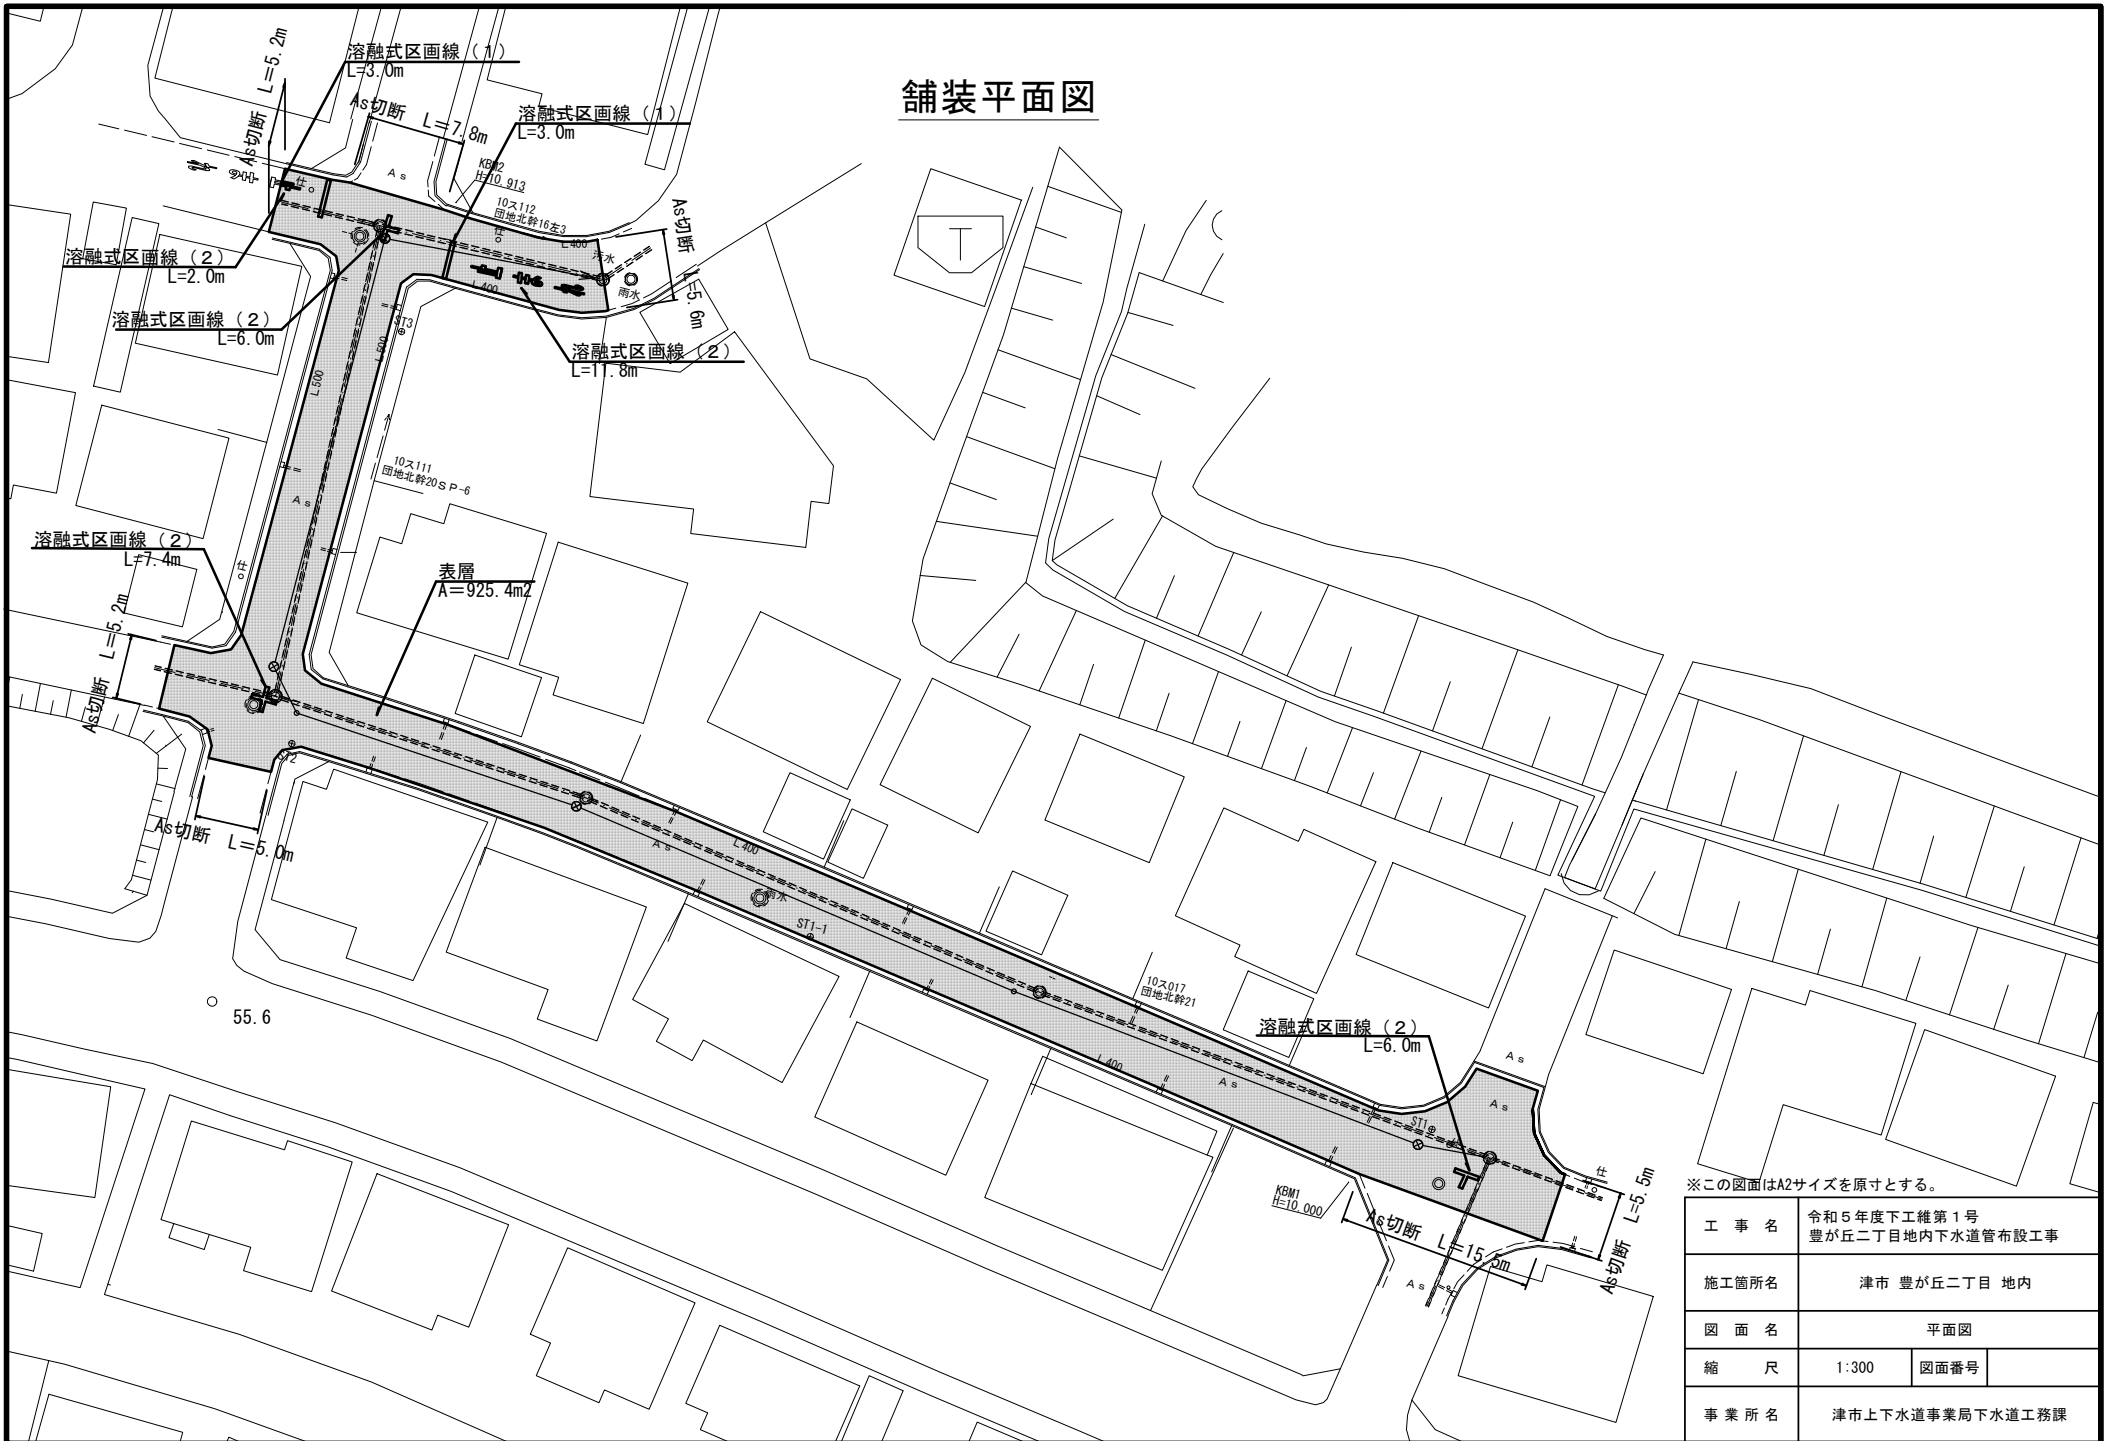 舗装平面図
溶融式区画線（１）
L=3.0m
As切断 L＝5.2m
As切断 L＝7.8m
溶融式区画線（１）
L=3.0m
KBM2
H=10.913
As
仕
10ス112
団地北幹16左3
仕
L400
汚水
雨水
As切断 L＝5.6m
止まれ
溶融式区画線（２）
L=2.0m
溶融式区画線（２）
L=6.0m
L400
溶融式区画線（２）
L=11.8m
ST3
L500
L500
10ス111
団地北幹20ＳＰ-6
As
仕
溶融式区画線（２）
L=7.4m
表層
A＝925.4m2
As切断 L＝5.2m
ST2
As切断 L＝5.0m
L400
As
雨水
ST1-1
55.6
10ス017
団地北幹21
L400
As
溶融式区画線（２）
L=6.0m
As
As
ST1
仕
KBM1
H=10.000
As切断 L＝15.5m
As
As切断 L＝5.5m
※この図面はA2サイズを原寸とする。
工事名 令和５年度下工維第１号
豊が丘二丁目地内下水道管布設工事
施工箇所名 津市 豊が丘二丁目 地内
図面名 平面図
縮尺 1:300 図面番号
事業所名 津市上下水道事業局下水道工務課